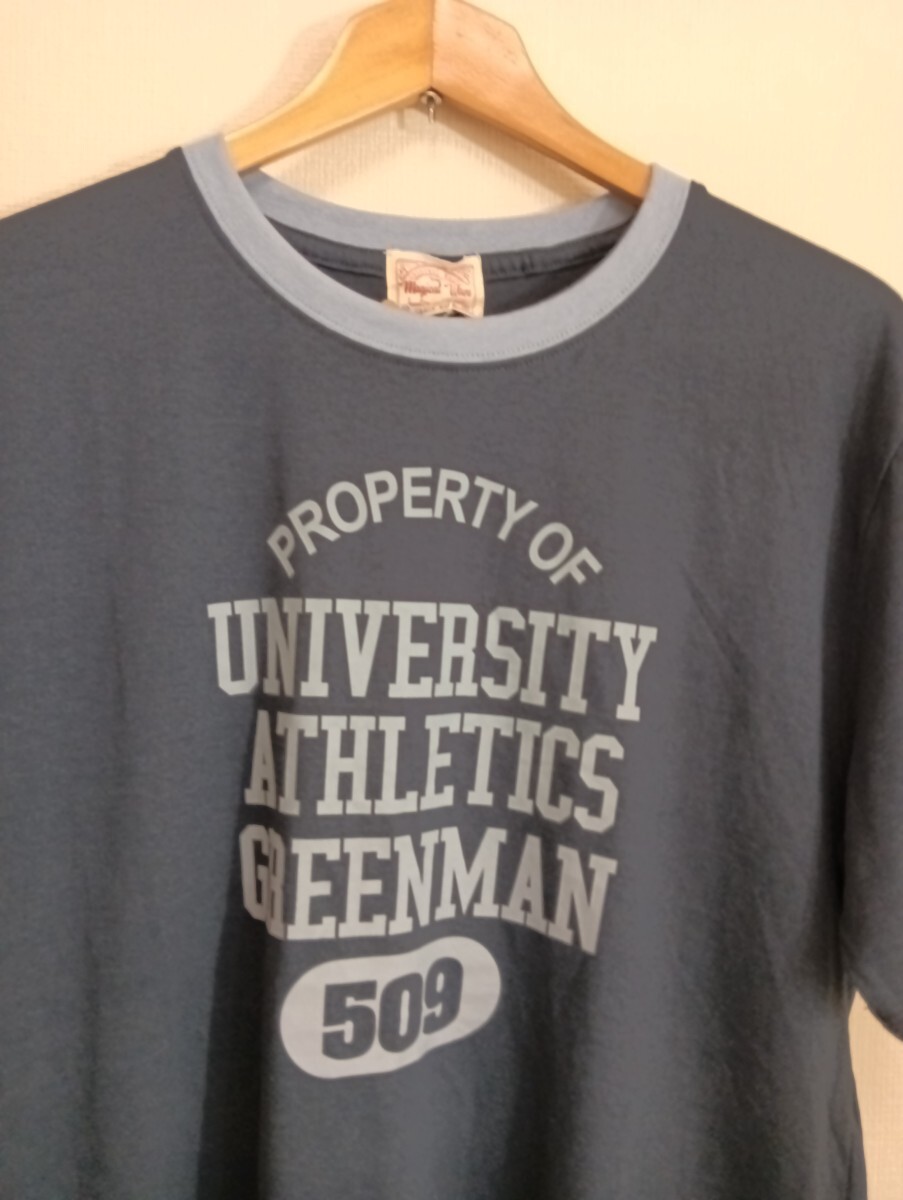 PROPERTY OF
UNIVERSITY
ATHLETICS
GREENMAN
509